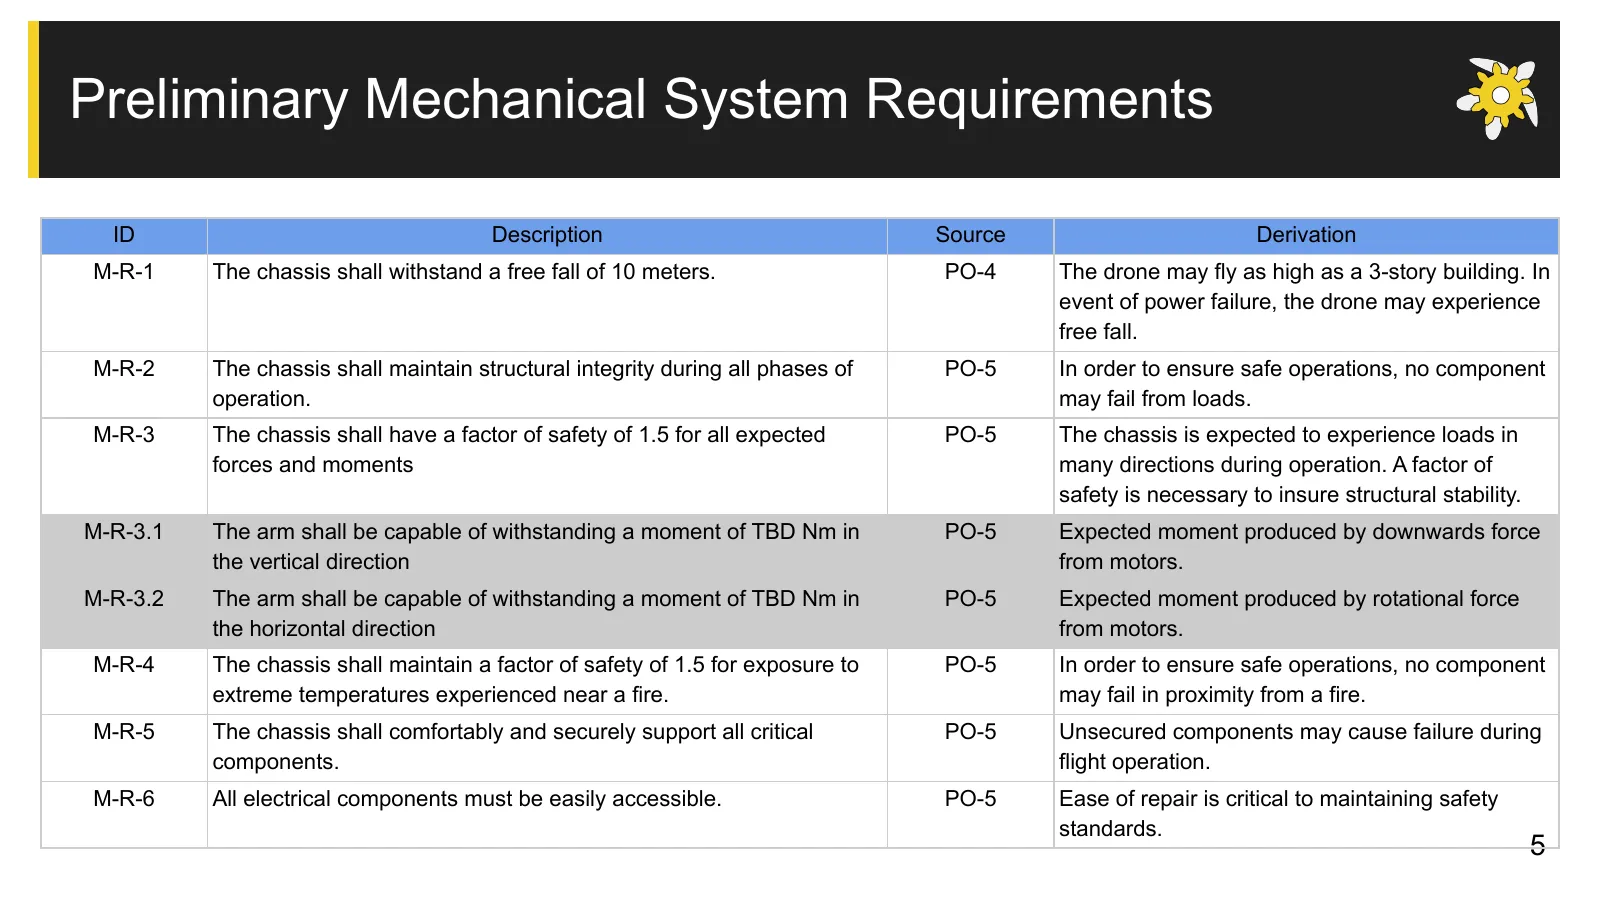 Preliminary Mechanical System Requirements
ID Description Source Derivation
M-R-1 The chassis shall withstand a free fall of 10 meters. PO-4 The drone may fly as high as a 3-story building. In
event of power failure, the drone may experience
free fall.
M-R-2 The chassis shall maintain structural integrity during all phases of PO-5 In order to ensure safe operations, no component
operation. may fail from loads.
M-R-3 The chassis shall have a factor of safety of 1.5 for all expected PO-5 The chassis is expected to experience loads in
forces and moments many directions during operation. A factor of
safety is necessary to insure structural stability.
M-R-3.1 The arm shall be capable of withstanding a moment of TBD Nm in PO-5 Expected moment produced by downwards force
the vertical direction from motors.
M-R-3.2 The arm shall be capable of withstanding a moment of TBD Nm in PO-5 Expected moment produced by rotational force
the horizontal direction from motors.
M-R-4 The chassis shall maintain a factor of safety of 1.5 for exposure to PO-5 In order to ensure safe operations, no component
extreme temperatures experienced near a fire. may fail in proximity from a fire.
M-R-5 The chassis shall comfortably and securely support all critical PO-5 Unsecured components may cause failure during
components. flight operation.
M-R-6 All electrical components must be easily accessible. PO-5 Ease of repair is critical to maintaining safety
standards.
5